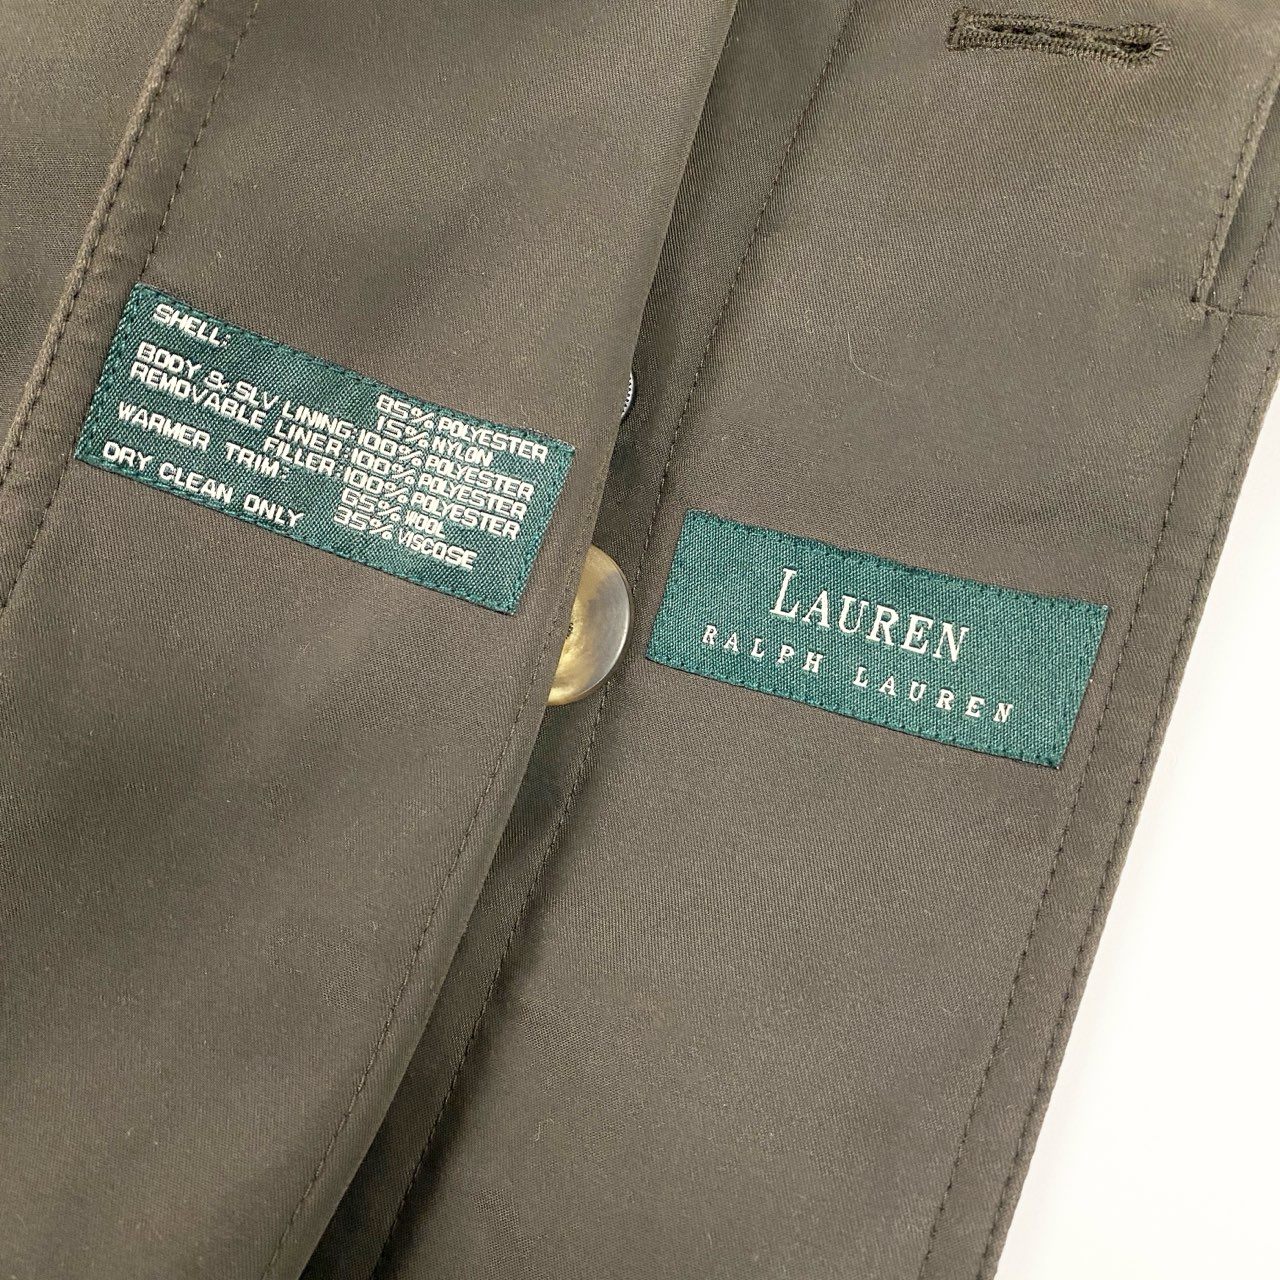 SHELL:
85% POLYESTER
15% NYLON
BODY & SLV LINING: 100% POLYESTER
REMOVABLE LINER: 100% POLYESTER
FILLER: 100% POLYESTER
WARMER TRIM: 65% WOOL
35% VISCOSE
DRY CLEAN ONLY
LAUREN
RALPH LAUREN